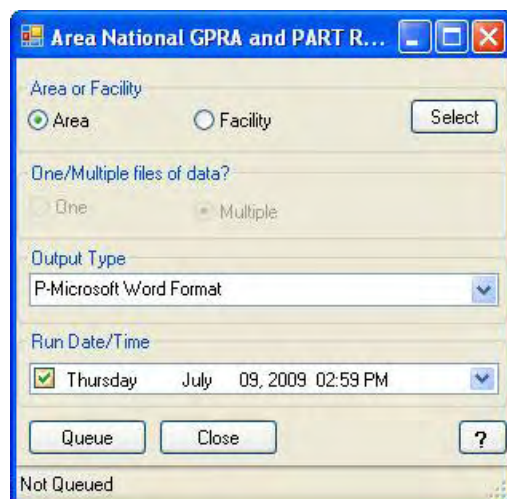 Area National GPRA and PART R...
Area or Facility
Area Facility Select
One/Multiple files of data?
One Multiple
Output Type
P-Microsoft Word Format
Run Date/Time
Thursday July 09, 2009 02:59 PM
Queue Close ?
Not Queued